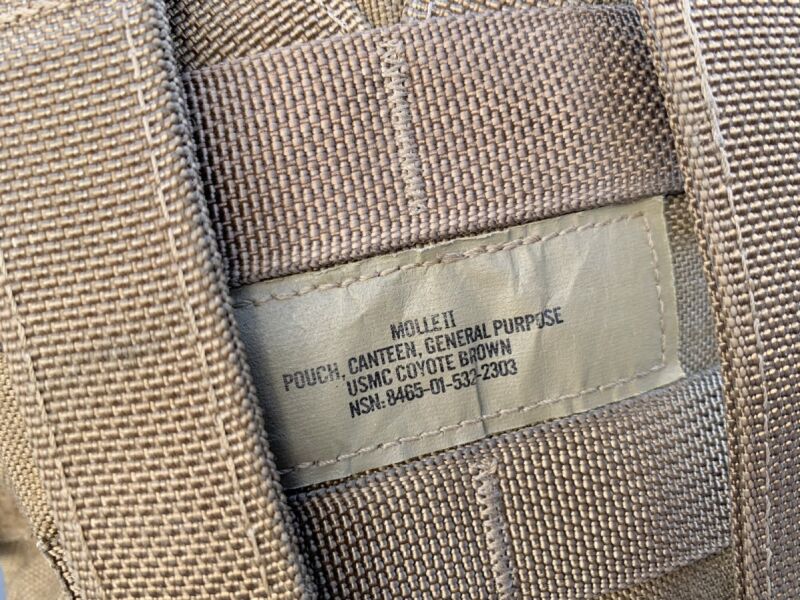 MOLLE II
POUCH, CANTEEN, GENERAL PURPOSE
USMC COYOTE BROWN
NSN: 8465-01-532-2303